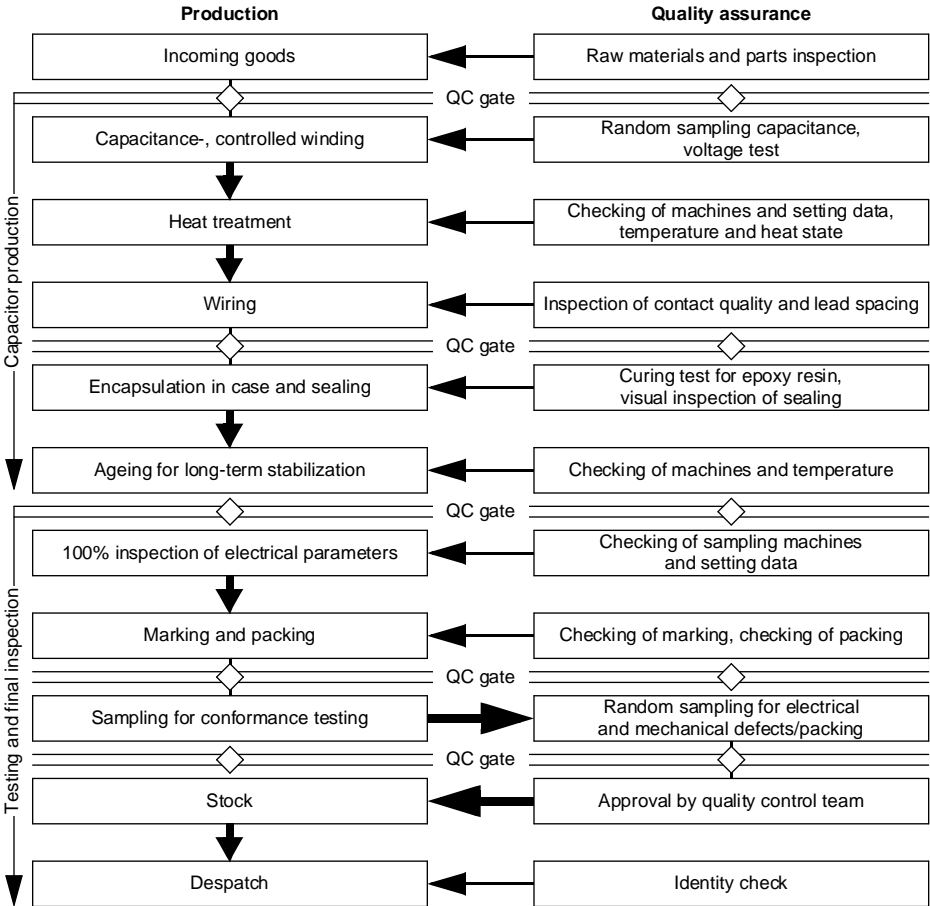 Production
Quality assurance
Incoming goods
Raw materials and parts inspection
QC gate
Capacitance-, controlled winding
Random sampling capacitance,
voltage test
Heat treatment
Checking of machines and setting data,
temperature and heat state
Wiring
Inspection of contact quality and lead spacing
QC gate
Encapsulation in case and sealing
Curing test for epoxy resin,
visual inspection of sealing
Ageing for long-term stabilization
Checking of machines and temperature
Capacitor production
QC gate
100% inspection of electrical parameters
Checking of sampling machines
and setting data
Marking and packing
Checking of marking, checking of packing
QC gate
Sampling for conformance testing
Random sampling for electrical
and mechanical defects/packing
QC gate
Stock
Approval by quality control team
Despatch
Identity check
Testing and final inspection